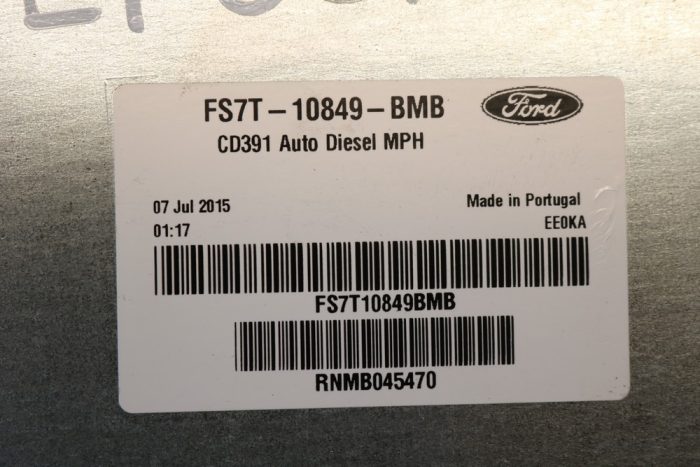 FS7T-10849-BMB
Ford
CD391 Auto Diesel MPH
07 Jul 2015
Made in Portugal
01:17
EE0KA
FS7T10849BMB
RNMB045470